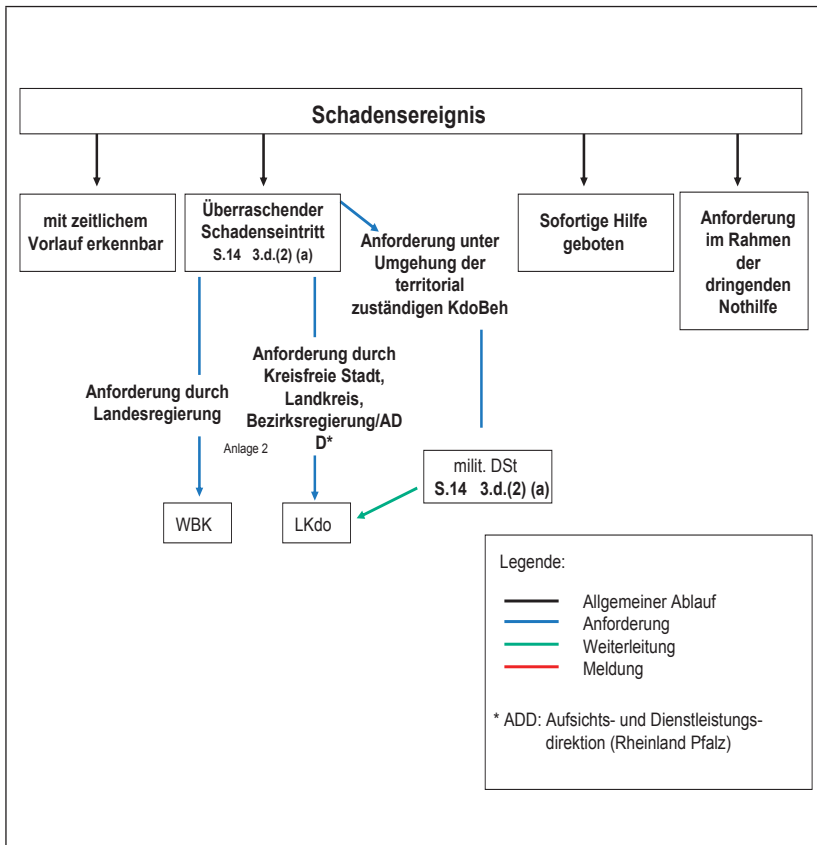 Schadensereignis
mit zeitlichem
Vorlauf erkennbar
Überraschender
Schadenseintritt
S.14 3.d.(2) (a)
Anforderung unter
Umgehung der
territorial
zuständigen KdoBeh
Sofortige Hilfe
geboten
Anforderung
im Rahmen
der
dringenden
Nothilfe
Anforderung durch
Landesregierung
Anforderung durch
Kreisfreie Stadt,
Landkreis,
Bezirksregierung/AD
D*
Anlage 2
milit. DSt
S.14 3.d.(2) (a)
WBK
LKdo
Legende:
Allgemeiner Ablauf
Anforderung
Weiterleitung
Meldung
* ADD: Aufsichts- und Dienstleistungs-
direktion (Rheinland Pfalz)